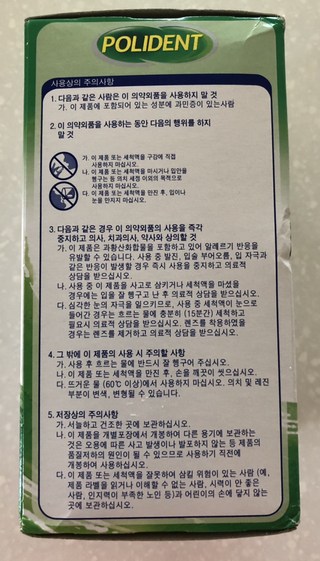 POLIDENT
사용상의 주의사항
1. 다음과 같은 사람은 이 의약외품을 사용하지 말 것
가. 이 제품에 포함되어 있는 성분에 과민증이 있는사람
2. 이 의약외품을 사용하는 동안 다음의 행위를 하지
말 것
가. 이 제품 또는 세척액을 구강에 직접
사용하지 마십시오.
나. 이 제품 또는 세척액을 마시거나 입안을
헹구는 등 의치 세정 이외의 목적으로
사용하지 마십시오.
다. 이 제품 또는 세척액을 만진 후, 입이나
눈을 만지지 마십시오.
3. 다음과 같은 경우 이 의약외품의 사용을 즉각
중지하고 의사, 치과의사, 약사와 상의할 것
가. 이 제품은 과황산화합물을 포함하고 있어 알레르기 반응을
유발할 수 있습니다. 사용 중 발진, 입술 부어오름, 입 자극과
같은 반응이 발생할 경우 즉시 사용을 중지하고 의료적
상담을 받으십시오.
나. 사용 중 이 제품을 사고로 삼키거나 세척액을 마셨을
경우에는 입을 잘 헹구고 난 후 의료적 상담을 받으십시오.
다. 심각한 눈의 자극을 일으키므로, 사용 중 세척액이 눈으로
들어간 경우는 흐르는 물에 충분히 (15분간) 세척하고
필요시 의료적 상담을 받으십시오. 렌즈를 착용하였을
경우는 렌즈를 제거하고 의료적 상담을 받으십시오.
4. 그 밖에 이 제품의 사용 시 주의할 사항
가. 사용 후 흐르는 물에 반드시 잘 헹구어 주십시오.
나. 이 제품 또는 세척액을 만진 후, 손을 깨끗이 씻으십시오.
다. 뜨거운 물 (60℃ 이상)에서 사용하지 마십시오. 의치 및 레진
부분이 변색, 변형될 수 있습니다.
5. 저장상의 주의사항
가. 서늘하고 건조한 곳에 보관하십시오.
나. 이 제품을 개별포장에서 개봉하여 다른 용기에 보관하는
것은 오용에 따른 사고 발생이나 발포하지 않는 등 제품의
품질저하의 원인이 될 수 있으므로 사용하기 직전에
개봉하여 사용하십시오.
다. 이 제품 또는 세척액을 잘못하여 삼킬 위험이 있는 사람 (예,
제품 라벨을 읽거나 이해할 수 없는 사람, 시력이 안 좋은
사람, 인지력이 부족한 노인 등)과 어린이의 손에 닿지 않는
곳에 보관하십시오.